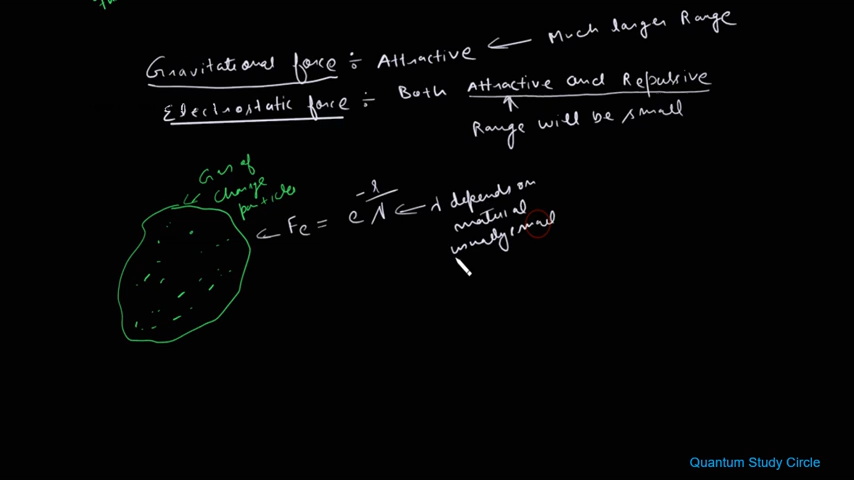 Gravitational force ÷ Attractive ← Much larger Range
Electrostatic force ÷ Both Attractive and Repulsive
Range will be small
Gas of
charge
particles
Fe = e^(-r/λ) ← λ depends on
material
usually small
Quantum Study Circle